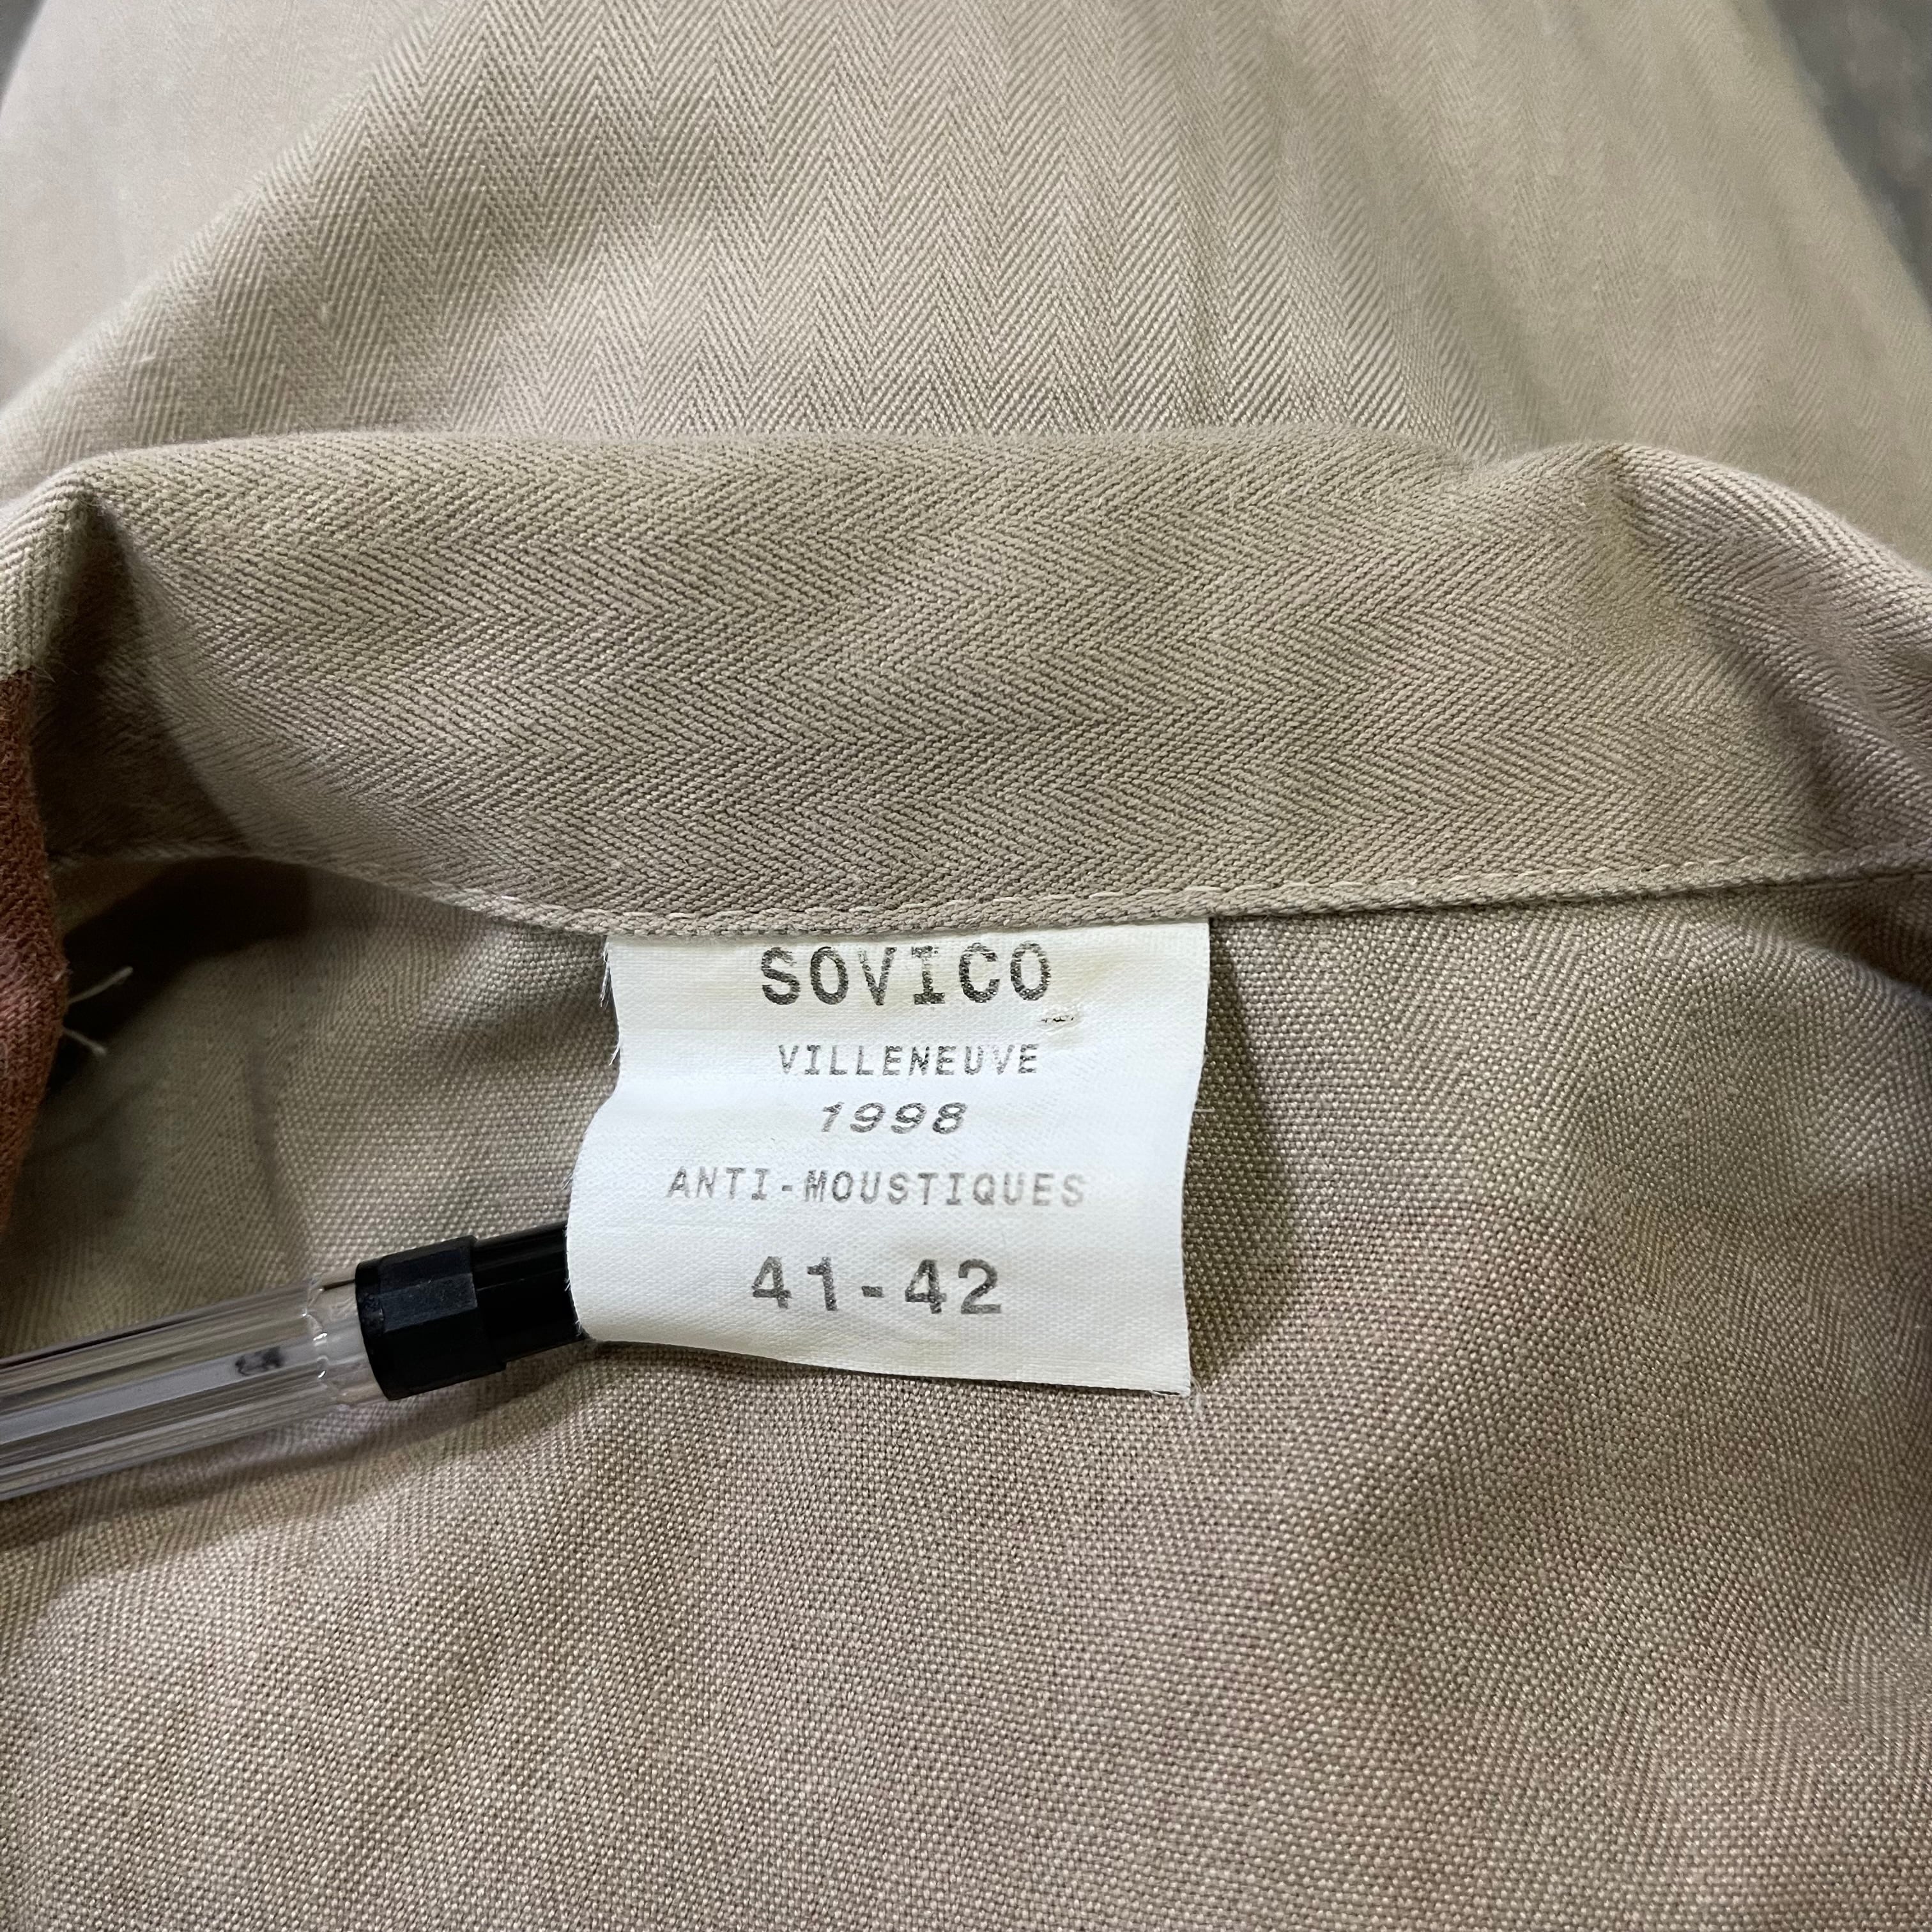 SOVICO
VILLENEUVE
1998
ANTI-MOUSTIQUES
41-42